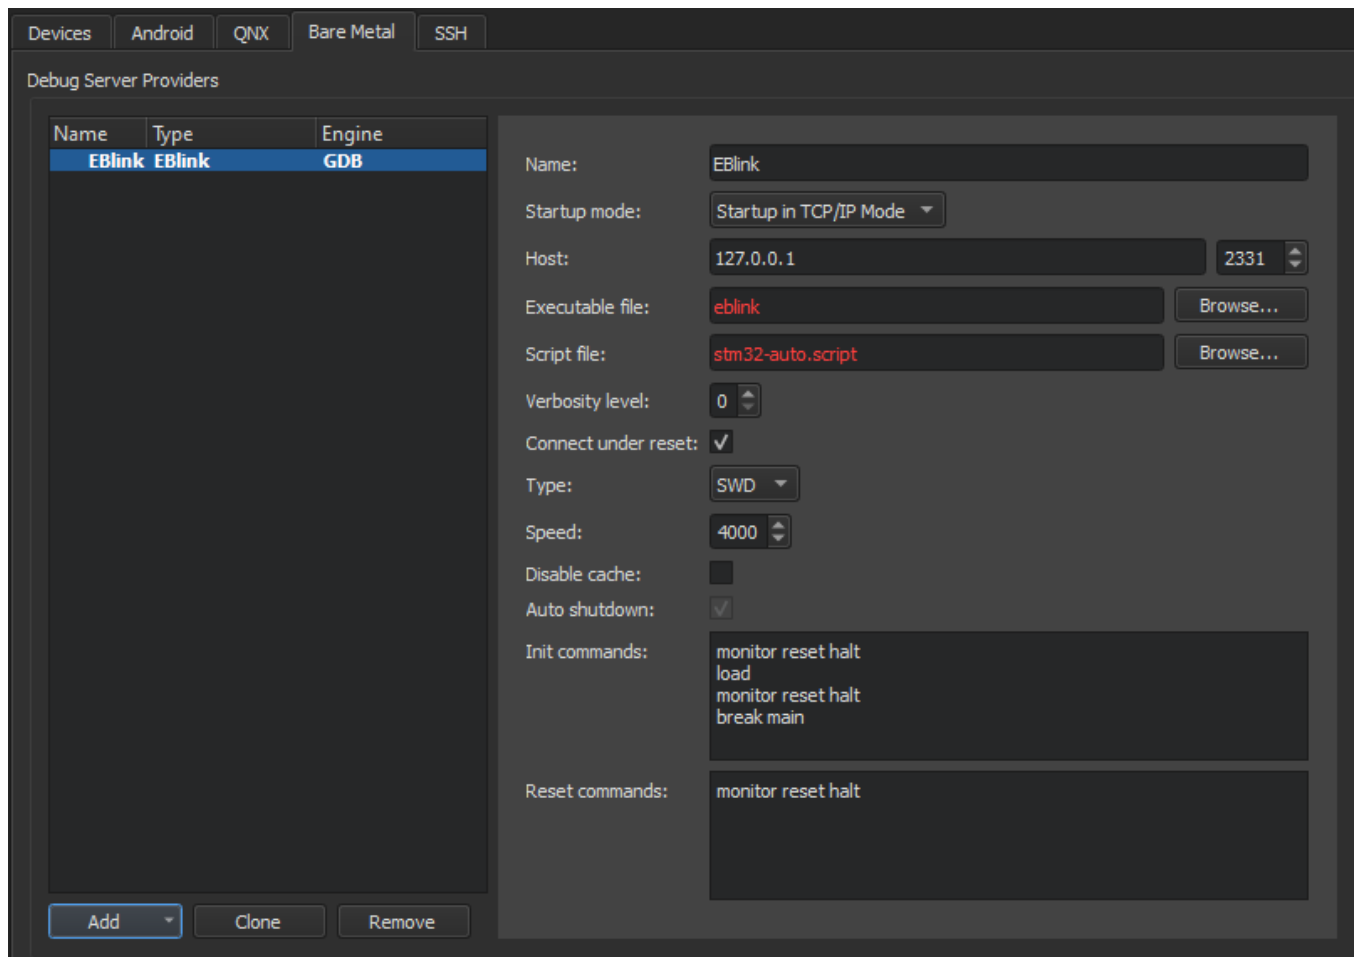 Devices Android QNX Bare Metal SSH
Debug Server Providers
Name Type Engine
EBlink EBlink GDB
Name: EBlink
Startup mode: Startup in TCP/IP Mode
Host: 127.0.0.1 2331
Executable file: eblink Browse...
Script file: stm32-auto.script Browse...
Verbosity level: 0
Connect under reset:
Type: SWD
Speed: 4000
Disable cache:
Auto shutdown:
Init commands: monitor reset halt
load
monitor reset halt
break main
Reset commands: monitor reset halt
Add Clone Remove